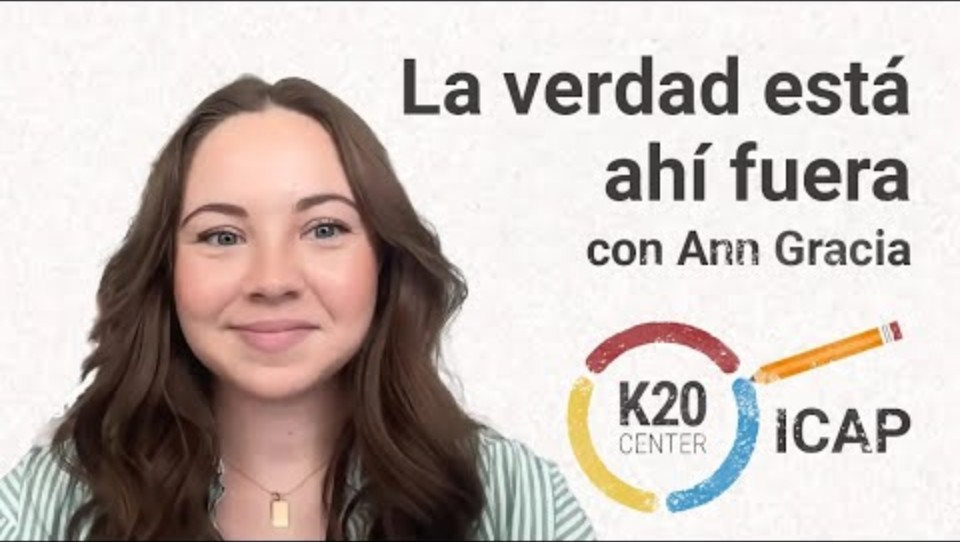 La verdad está
ahí fuera
con Ann Gracia
K20
CENTER
ICAP